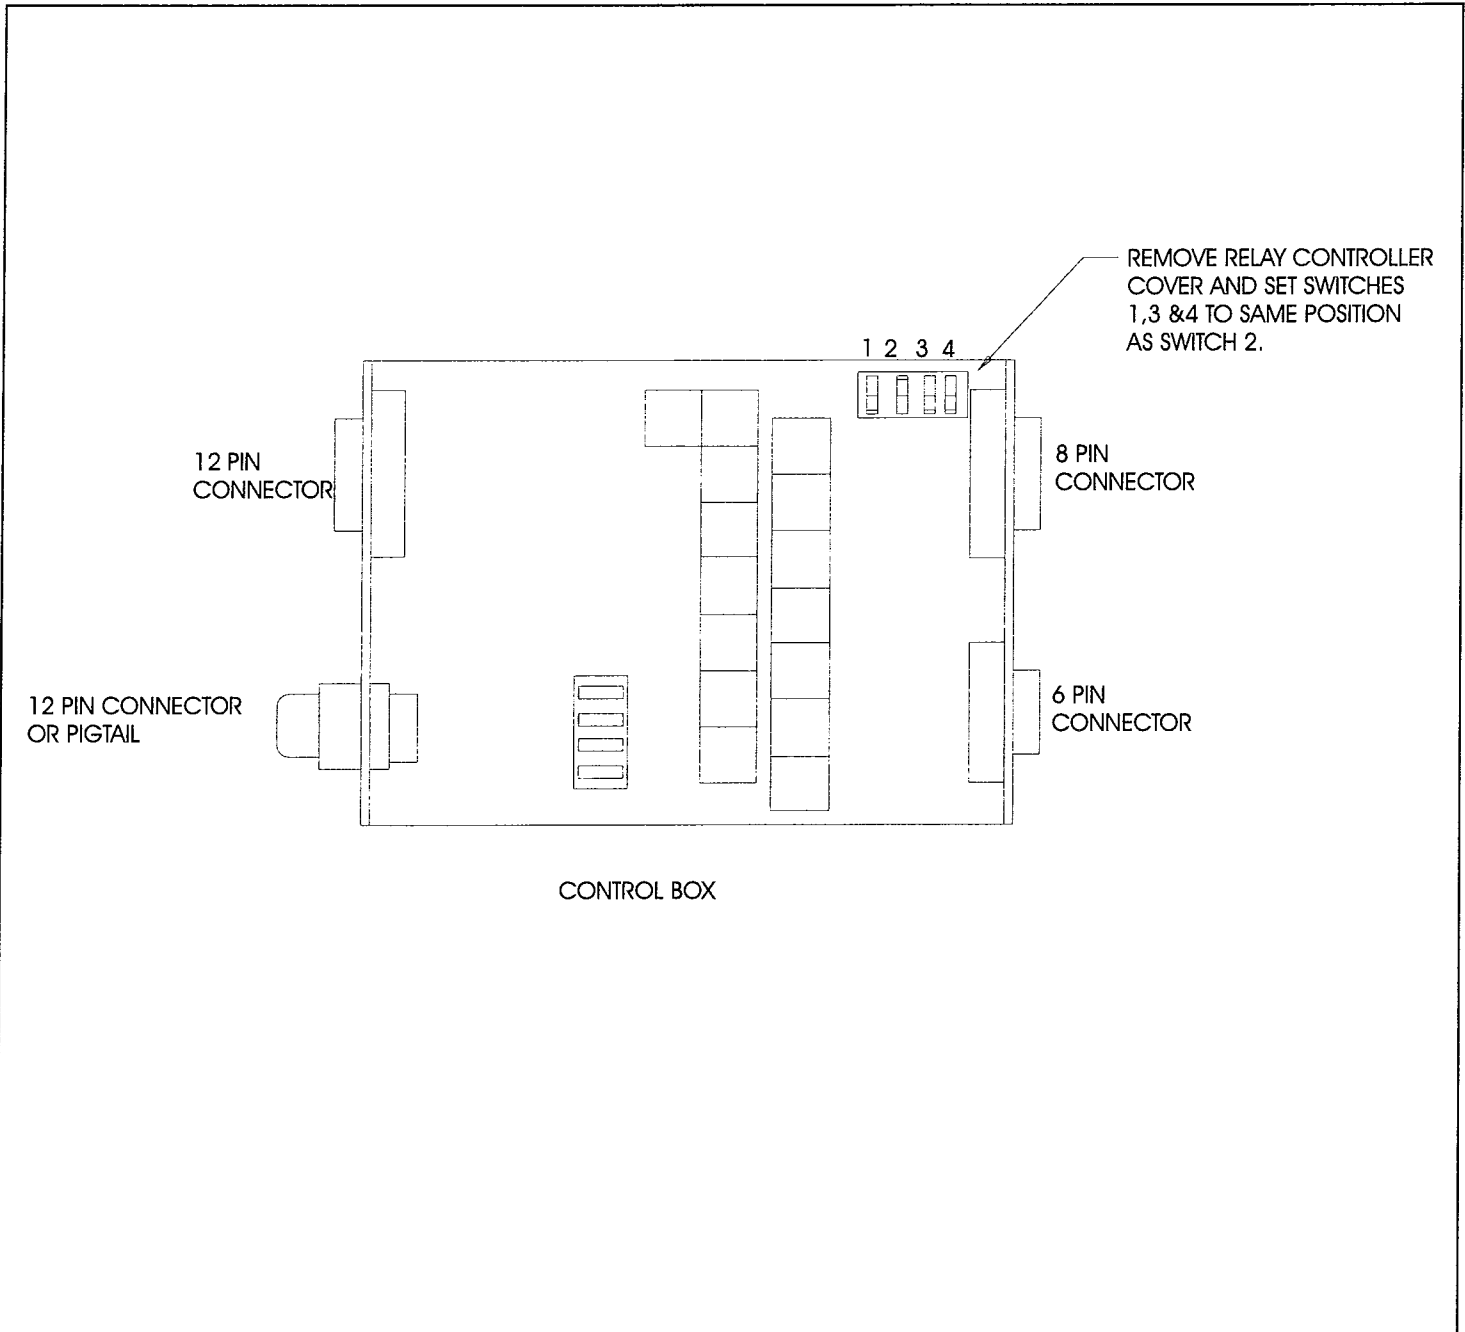 REMOVE RELAY CONTROLLER
COVER AND SET SWITCHES
1,3 &4 TO SAME POSITION
AS SWITCH 2.
1 2 3 4
12 PIN
CONNECTOR
8 PIN
CONNECTOR
12 PIN CONNECTOR
OR PIGTAIL
6 PIN
CONNECTOR
CONTROL BOX